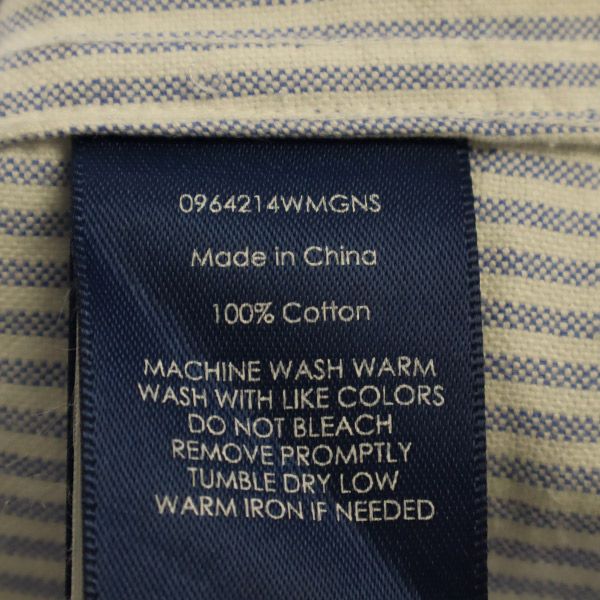 0964214WMGNS
Made in China
100% Cotton
MACHINE WASH WARM
WASH WITH LIKE COLORS
DO NOT BLEACH
REMOVE PROMPTLY
TUMBLE DRY LOW
WARM IRON IF NEEDED